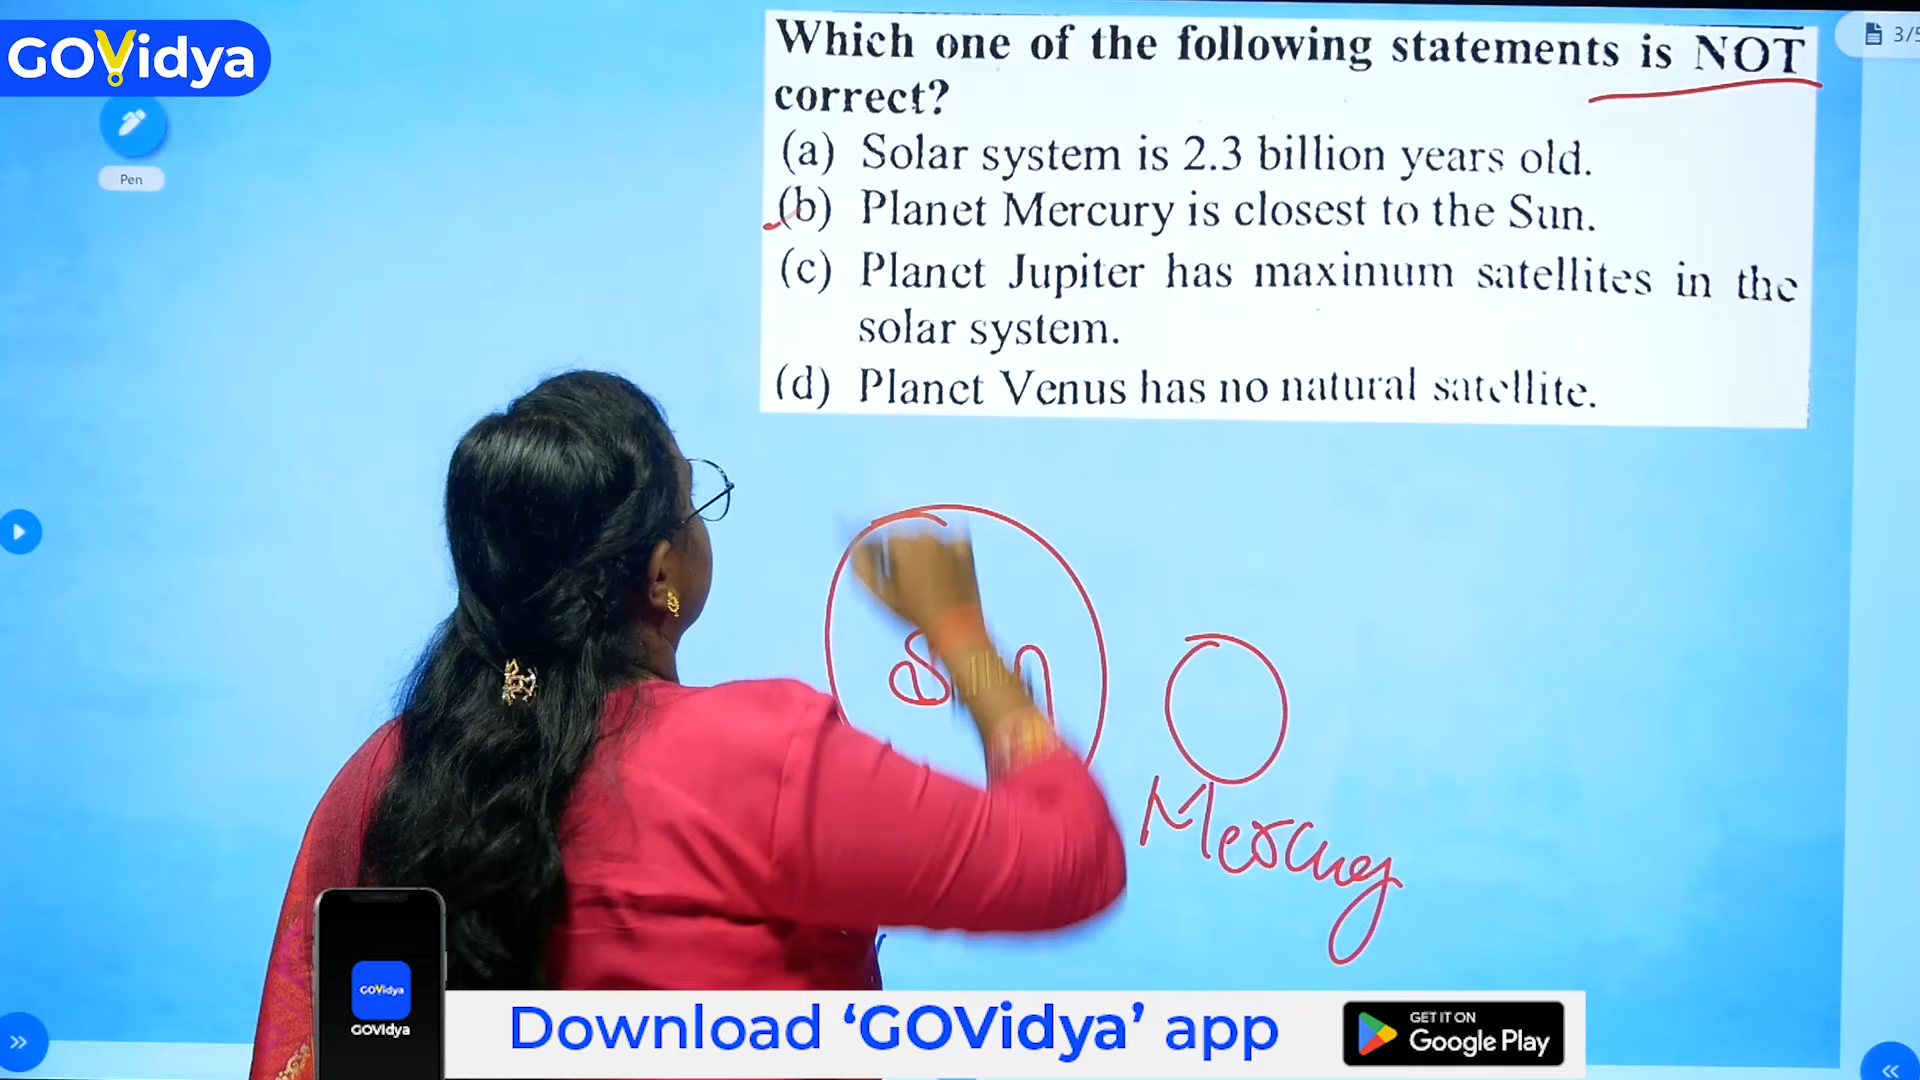 GOVidya
Pen
3/5
Which one of the following statements is NOT
correct?
(a) Solar system is 2.3 billion years old.
(b) Planet Mercury is closest to the Sun.
(c) Planet Jupiter has maximum satellites in the
solar system.
(d) Planet Venus has no natural satellite.
Mercury
GOVidya
GOVidya
Download ‘GOVidya’ app
GET IT ON
Google Play